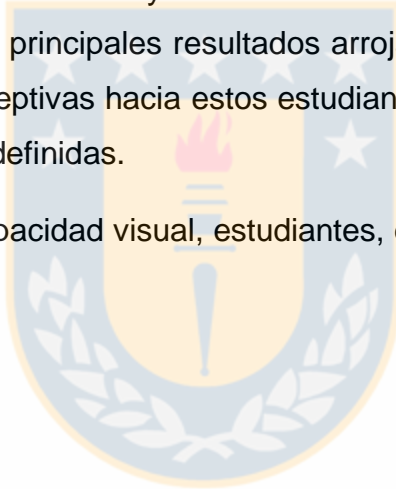 y
principales resultados arroj
eptivas hacia estos estudian
definidas.
pacidad visual, estudiantes,